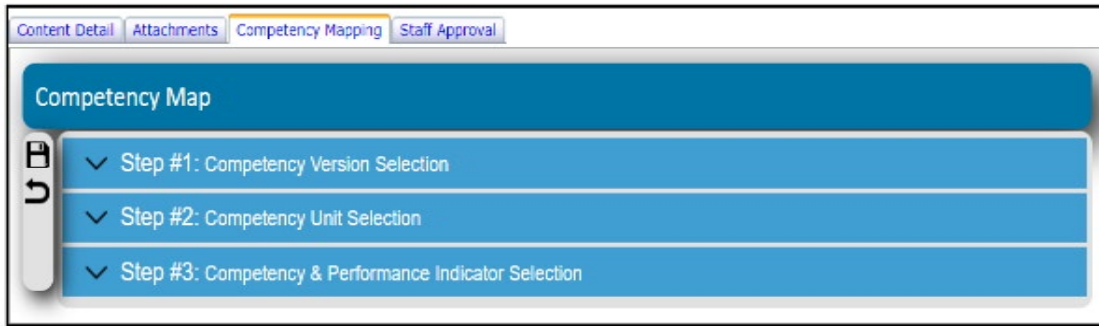 Content Detail Attachments Competency Mapping Staff Approval
Competency Map
Step #1: Competency Version Selection
Step #2: Competency Unit Selection
Step #3: Competency & Performance Indicator Selection